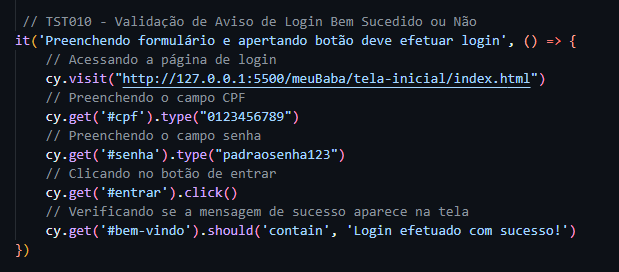 // TST010 - Validação de Aviso de Login Bem Sucedido ou Não
it('Preenchendo formulário e apertando botão deve efetuar login', () => {
// Acessando a página de login
cy.visit("http://127.0.0.1:5500/meuBaba/tela-inicial/index.html")
// Preenchendo o campo CPF
cy.get('#cpf').type("0123456789")
// Preenchendo o campo senha
cy.get('#senha').type("padraosenha123")
// Clicando no botão de entrar
cy.get('#entrar').click()
// Verificando se a mensagem de sucesso aparece na tela
cy.get('#bem-vindo').should('contain', 'Login efetuado com sucesso!')
})